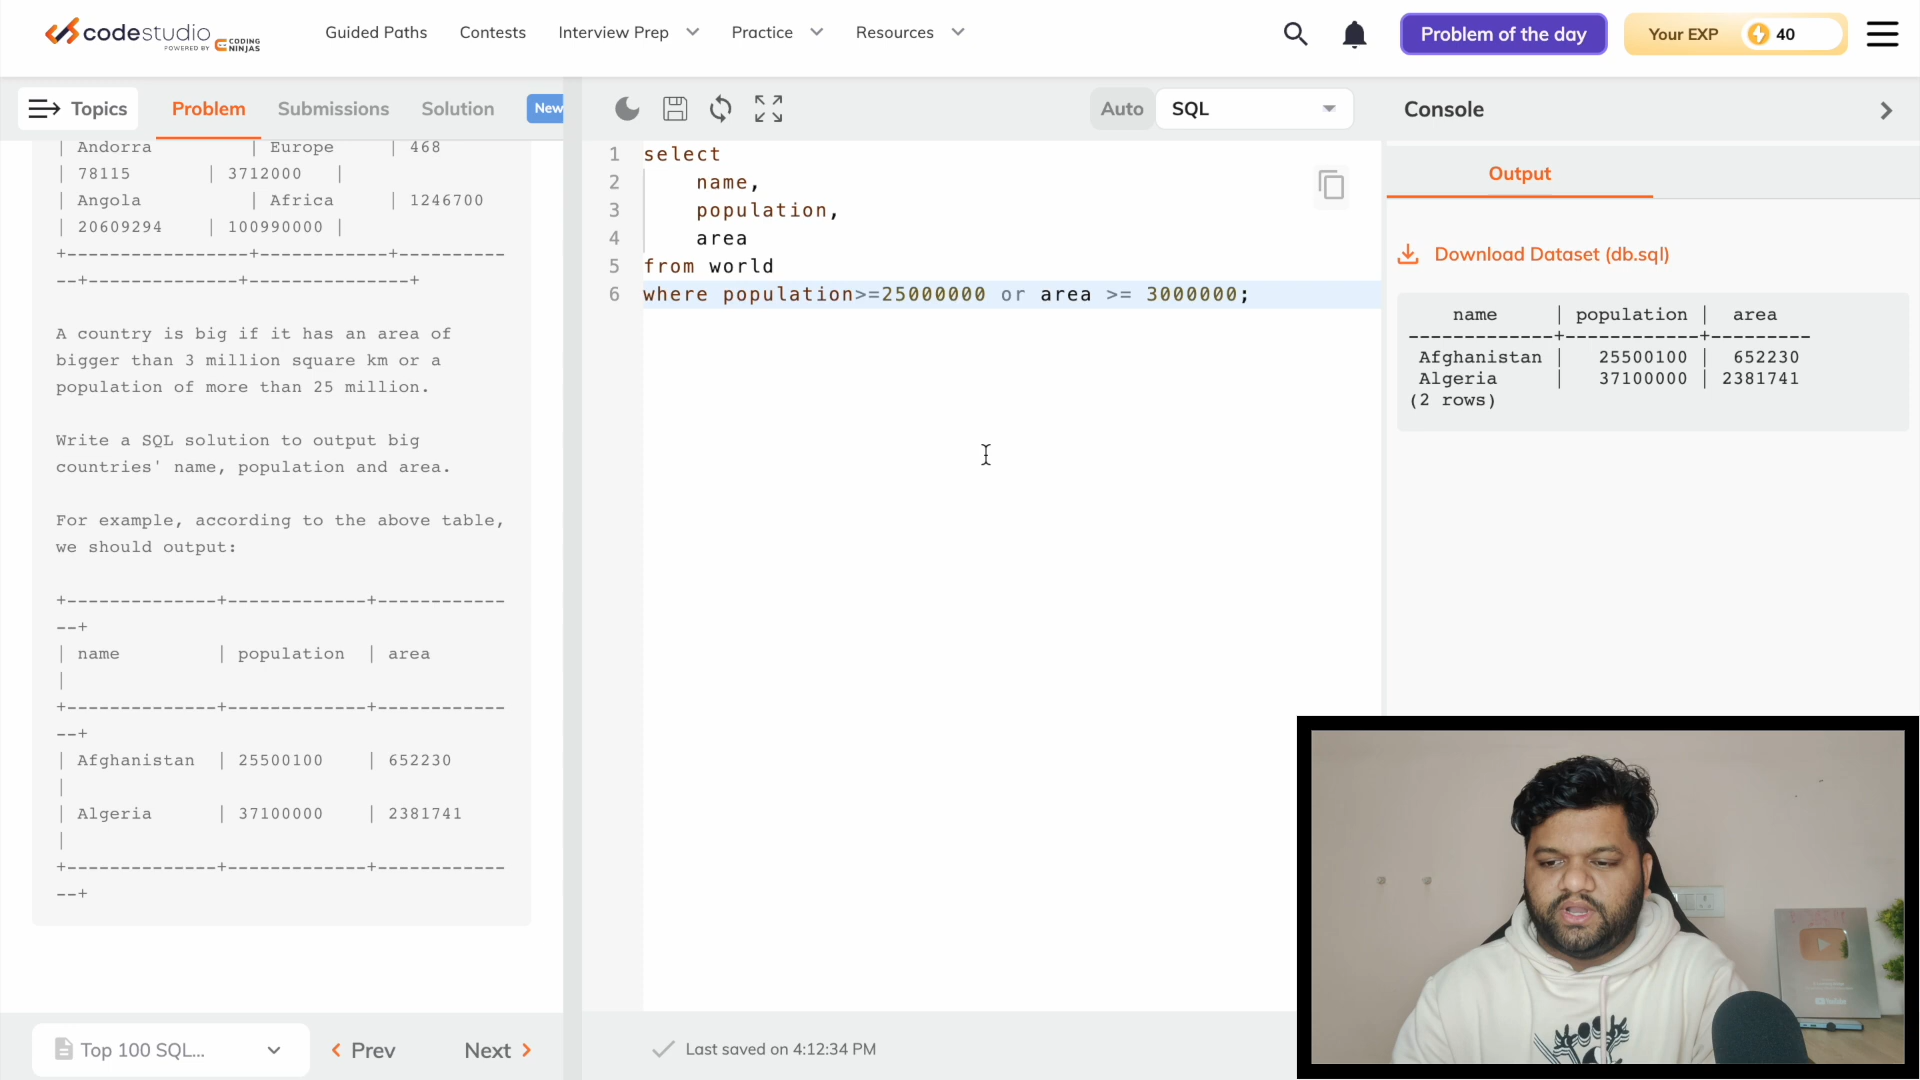 codestudio
POWERED BY CODING NINJAS
Guided Paths
Contests
Interview Prep
Practice
Resources
Problem of the day
Your EXP
40
Topics
Problem
Submissions
Solution
New
| Andorra | Europe | 468
| 78115 | 3712000 |
| Angola | Africa | 1246700
| 20609294 | 100990000 |
+----------------+------------+----------
--+--------------+---------------+
A country is big if it has an area of
bigger than 3 million square km or a
population of more than 25 million.
Write a SQL solution to output big
countries' name, population and area.
For example, according to the above table,
we should output:
+--------------+-------------+------------
--+
| name | population | area
|
+--------------+-------------+------------
--+
| Afghanistan | 25500100 | 652230
|
| Algeria | 37100000 | 2381741
|
+--------------+-------------+------------
--+
Top 100 SQL...
Prev
Next
Auto
SQL
1 select
2 name,
3 population,
4 area
5 from world
6 where population>=25000000 or area >= 3000000;
Last saved on 4:12:34 PM
Console
Output
Download Dataset (db.sql)
name | population | area
-------------+------------+---------
Afghanistan | 25500100 | 652230
Algeria | 37100000 | 2381741
(2 rows)
YouTube